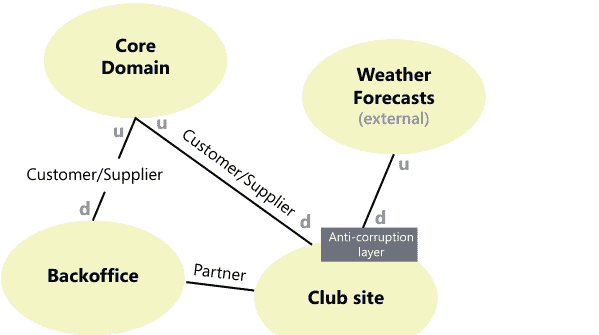 Core
Domain
Weather
Forecasts
(external)
u
u
u
Customer/Supplier
Customer/Supplier
d
d
d
Anti-corruption
layer
Backoffice
Partner
Club site